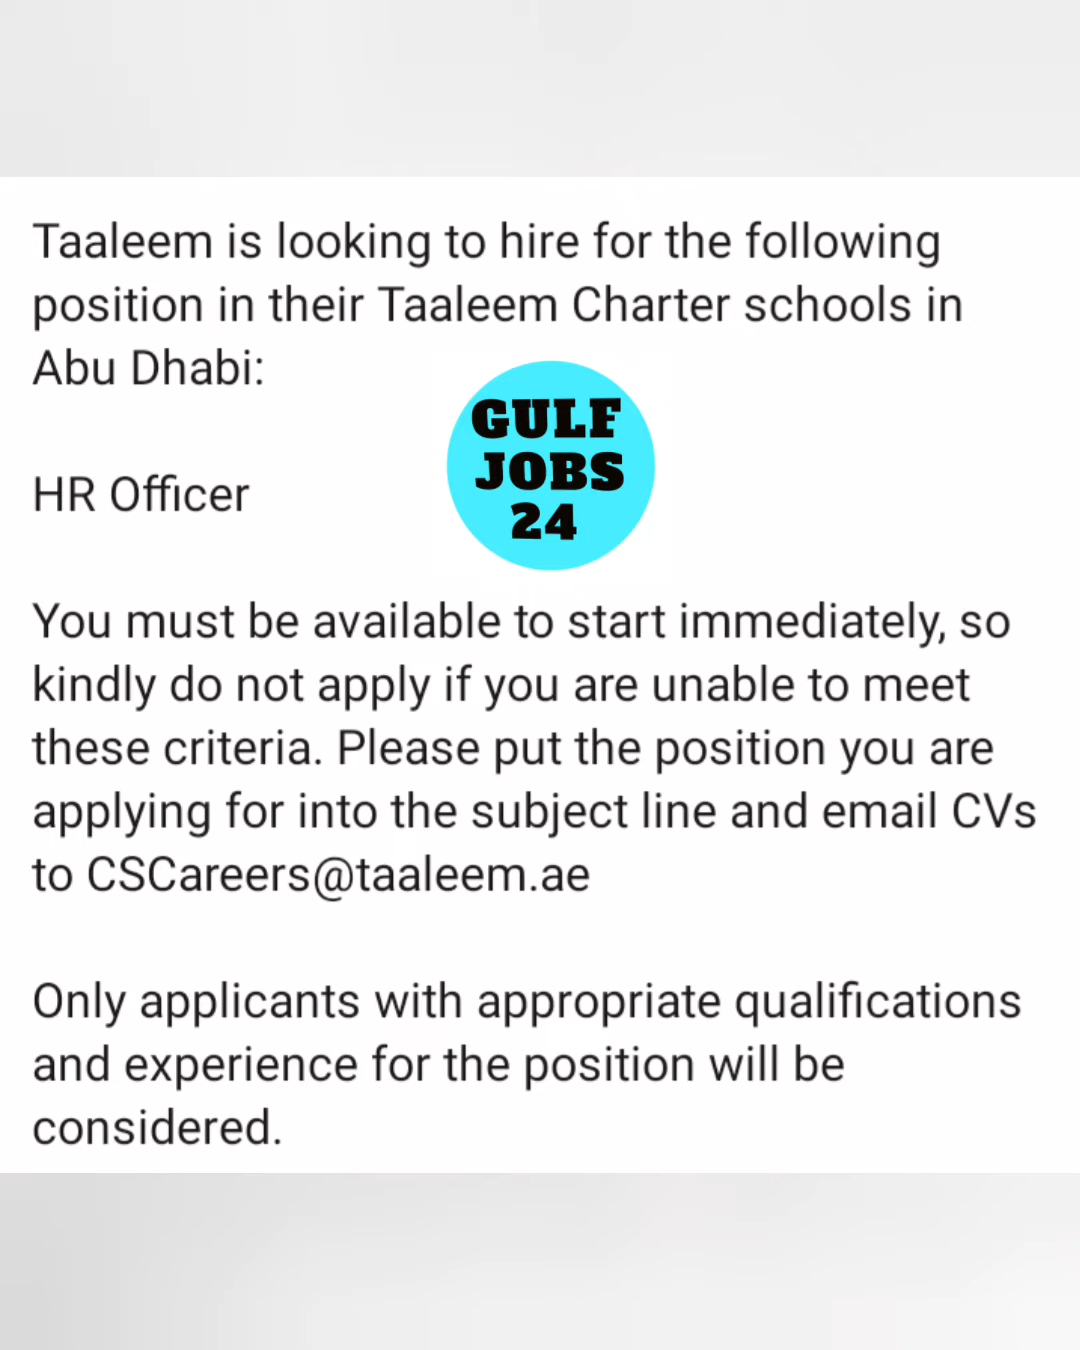 Taaleem is looking to hire for the following
position in their Taaleem Charter schools in
Abu Dhabi:
GULF
JOBS
24
HR Officer
You must be available to start immediately, so
kindly do not apply if you are unable to meet
these criteria. Please put the position you are
applying for into the subject line and email CVs
to CSCareers@taaleem.ae
Only applicants with appropriate qualifications
and experience for the position will be
considered.